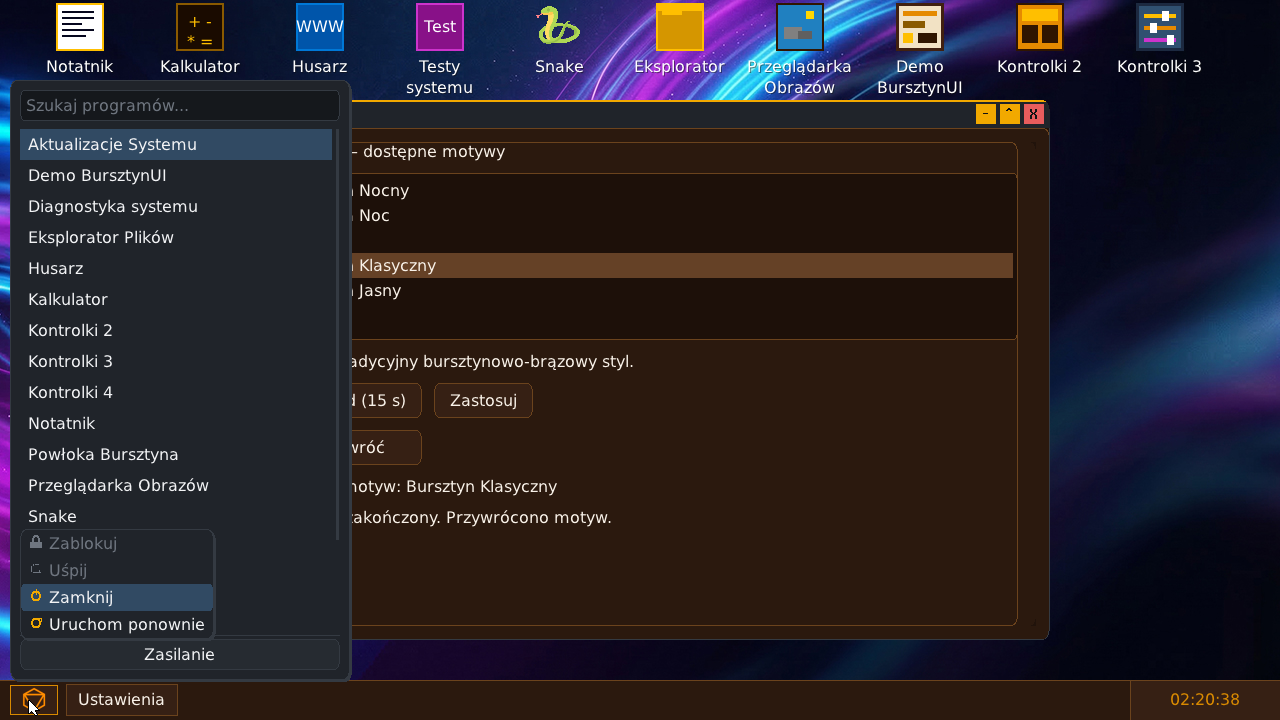 Notatnik
Kalkulator
WWW
Husarz
Test
Testy
systemu
Snake
Eksplorator
Przeglądarka
Obrazów
Demo
BursztynUI
Kontrolki 2
Kontrolki 3
Szukaj programów...
Aktualizacje Systemu
Demo BursztynUI
Diagnostyka systemu
Eksplorator Plików
Husarz
Kalkulator
Kontrolki 2
Kontrolki 3
Kontrolki 4
Notatnik
Powłoka Bursztyna
Przeglądarka Obrazów
Snake
Zablokuj
Uśpij
Zamknij
Uruchom ponownie
Zasilanie
– dostępne motywy
Nocny
Noc
Klasyczny
Jasny
adycyjny bursztynowo-brązowy styl.
(15 s)
Zastosuj
wróć
motyw: Bursztyn Klasyczny
zakończony. Przywrócono motyw.
Ustawienia
02:20:38